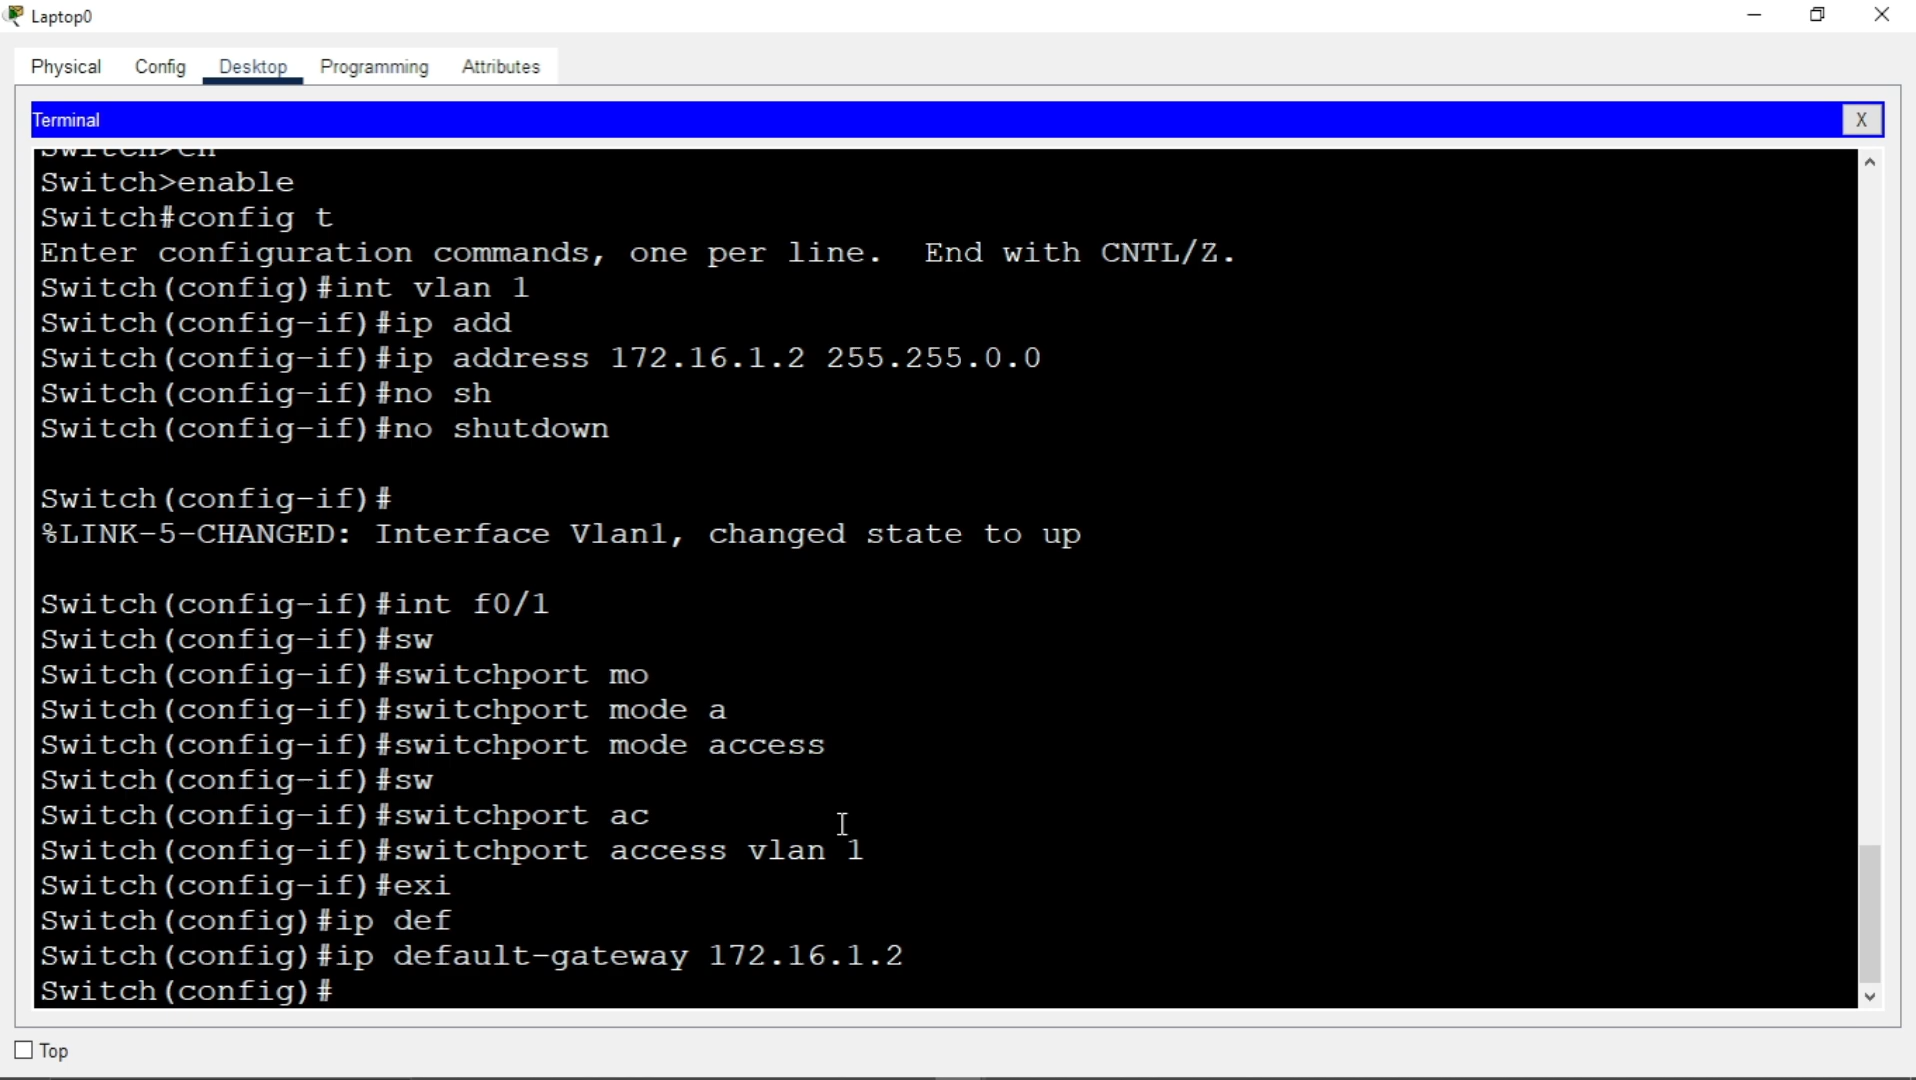 Laptop0
Physical Config Desktop Programming Attributes
Terminal X
Switch>en
Switch>enable
Switch#config t
Enter configuration commands, one per line.  End with CNTL/Z.
Switch(config)#int vlan 1
Switch(config-if)#ip add
Switch(config-if)#ip address 172.16.1.2 255.255.0.0
Switch(config-if)#no sh
Switch(config-if)#no shutdown
Switch(config-if)#
%LINK-5-CHANGED: Interface Vlan1, changed state to up
Switch(config-if)#int f0/1
Switch(config-if)#sw
Switch(config-if)#switchport mo
Switch(config-if)#switchport mode a
Switch(config-if)#switchport mode access
Switch(config-if)#sw
Switch(config-if)#switchport ac
Switch(config-if)#switchport access vlan 1
Switch(config-if)#exi
Switch(config)#ip def
Switch(config)#ip default-gateway 172.16.1.2
Switch(config)#
Top